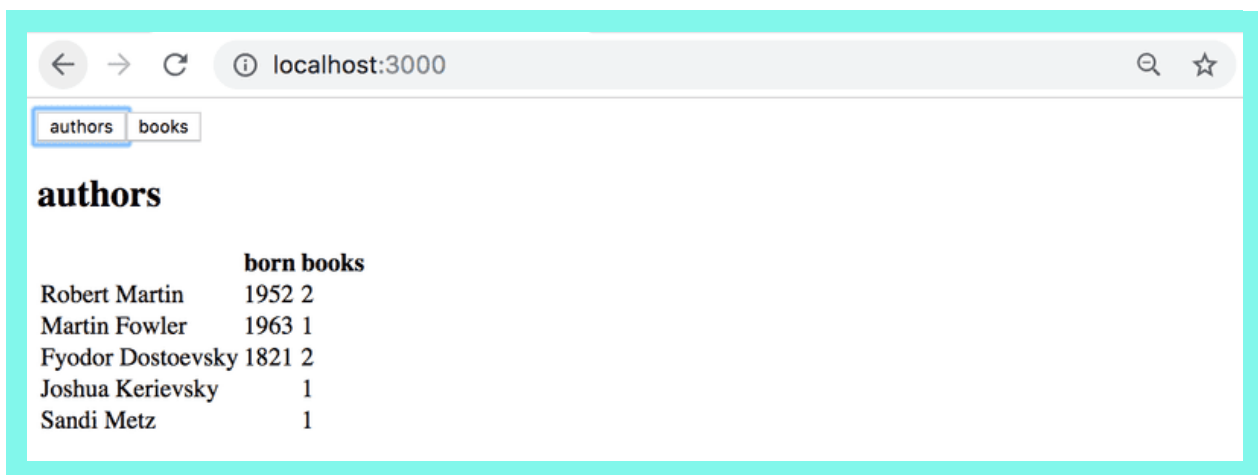 localhost:3000
authors books
authors
born books
Robert Martin 1952 2
Martin Fowler 1963 1
Fyodor Dostoevsky 1821 2
Joshua Kerievsky 1
Sandi Metz 1